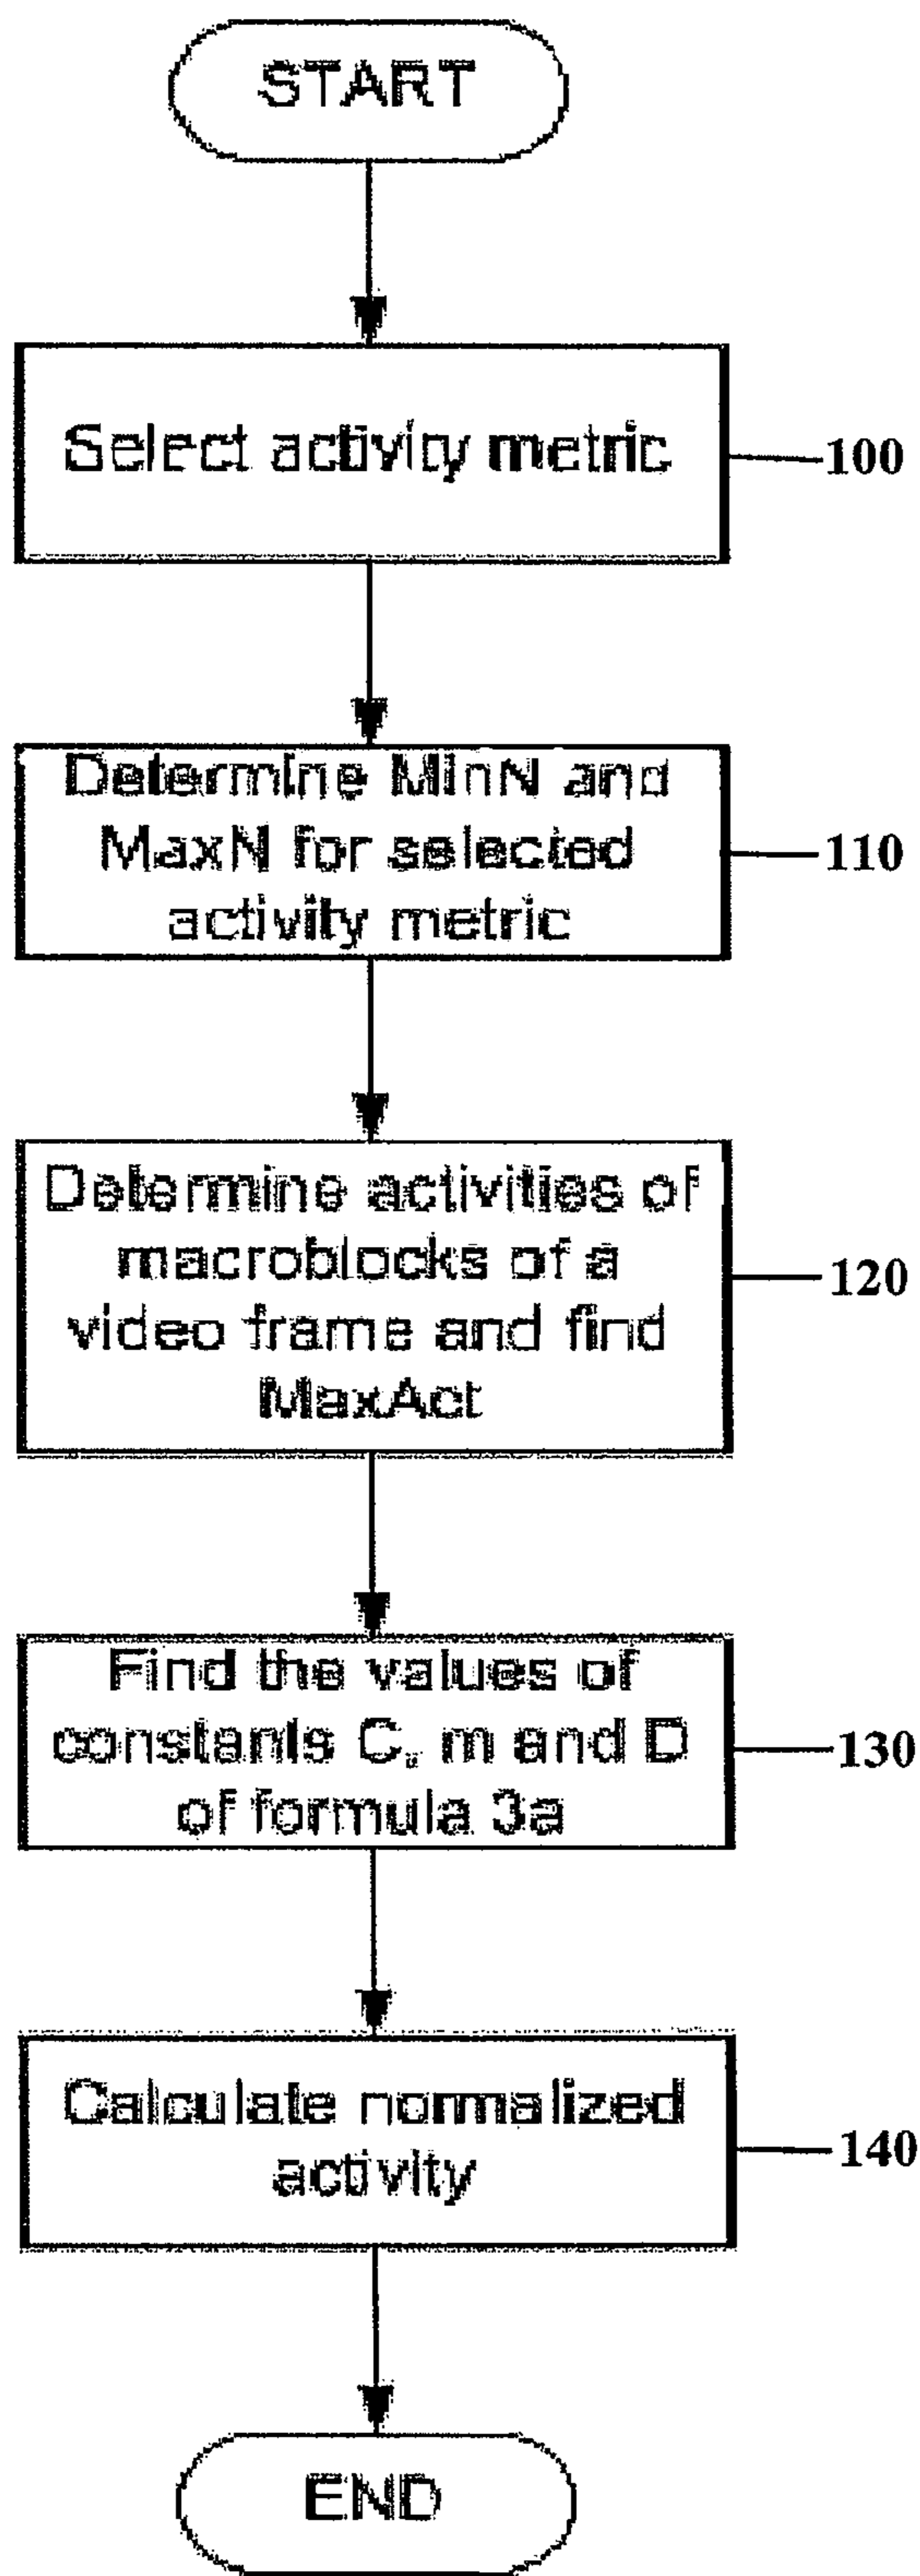 START
Select activity metric
100
Determine MinN and
MaxN for selected
activity metric
110
Determine activities of
macroblocks of a
video frame and find
MaxAct
120
Find the values of
constants C, m and D
of formula 3a
130
Calculate normalized
activity
140
END